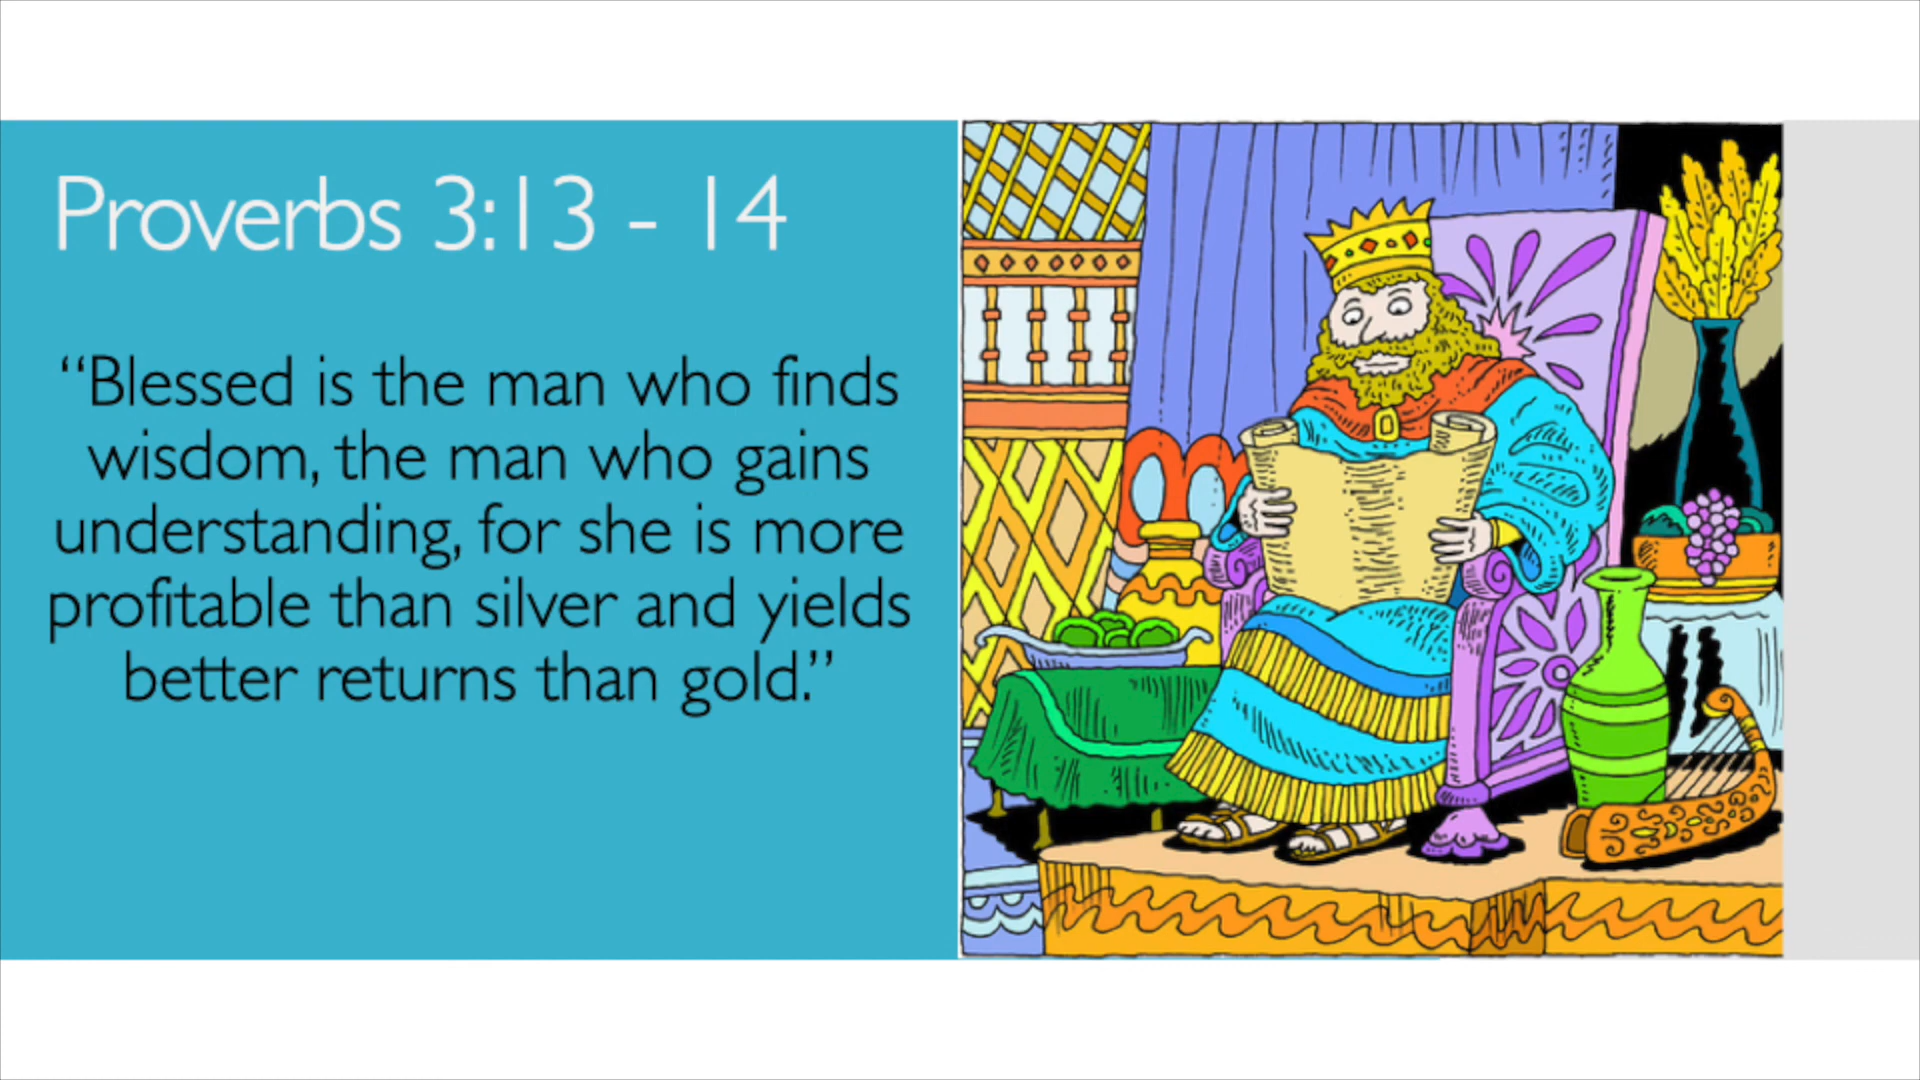 Proverbs 3:13 - 14
“Blessed is the man who finds
wisdom, the man who gains
understanding, for she is more
profitable than silver and yields
better returns than gold.”